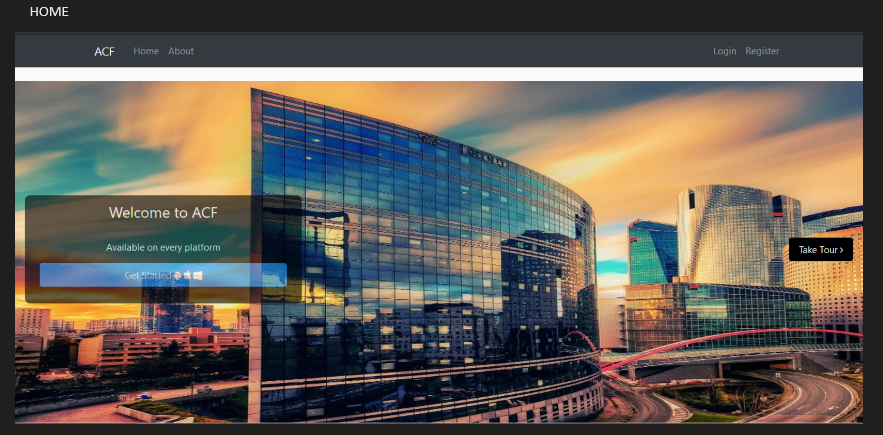 HOME
ACF Home About Login Register
Welcome to ACF
Available on every platform
Get Started
Take Tour >